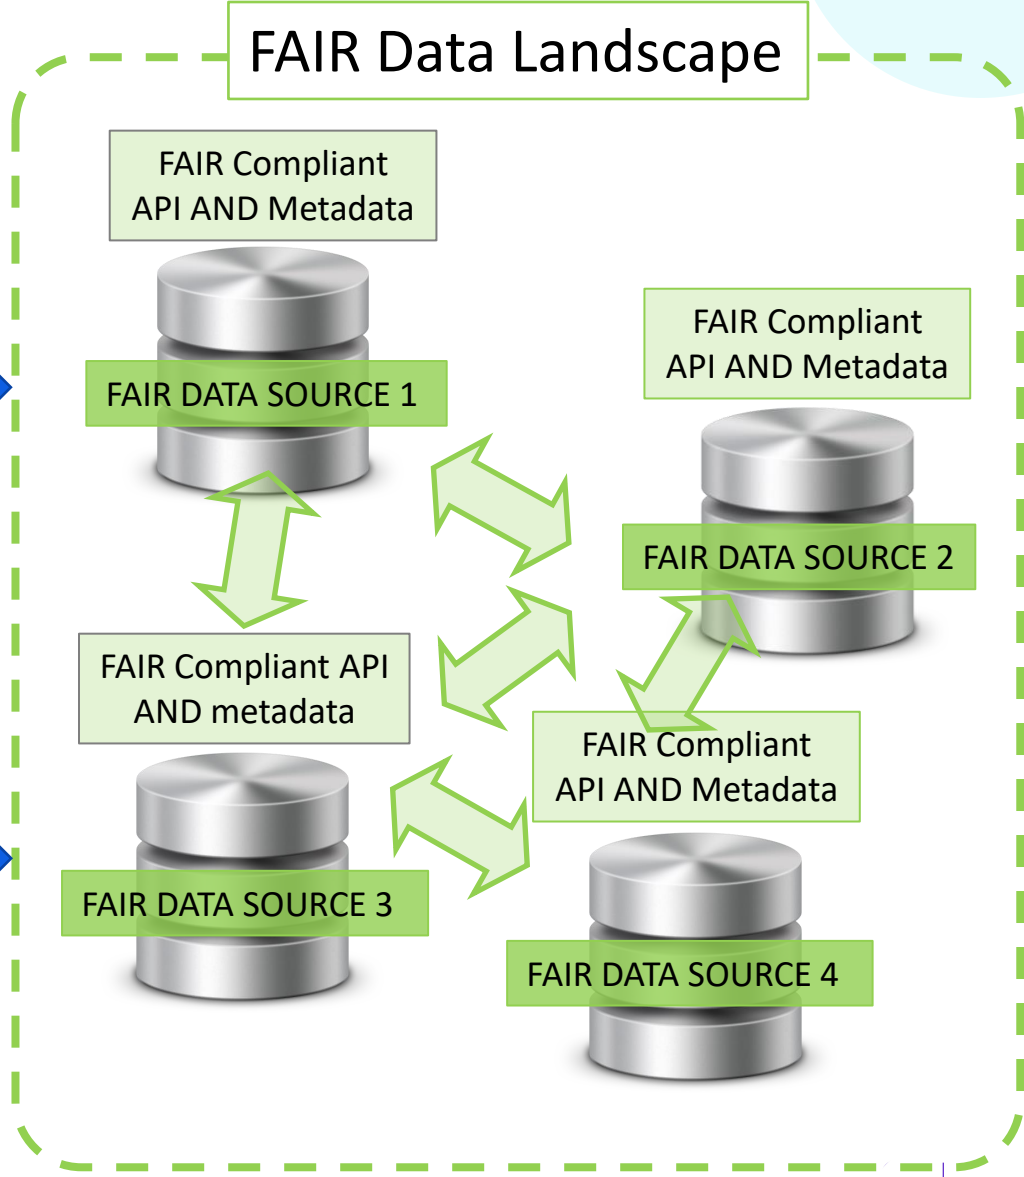 FAIR Data Landscape
FAIR Compliant
API AND Metadata
FAIR DATA SOURCE 1
FAIR Compliant
API AND Metadata
FAIR DATA SOURCE 2
FAIR Compliant API
AND metadata
FAIR DATA SOURCE 3
FAIR Compliant
API AND Metadata
FAIR DATA SOURCE 4